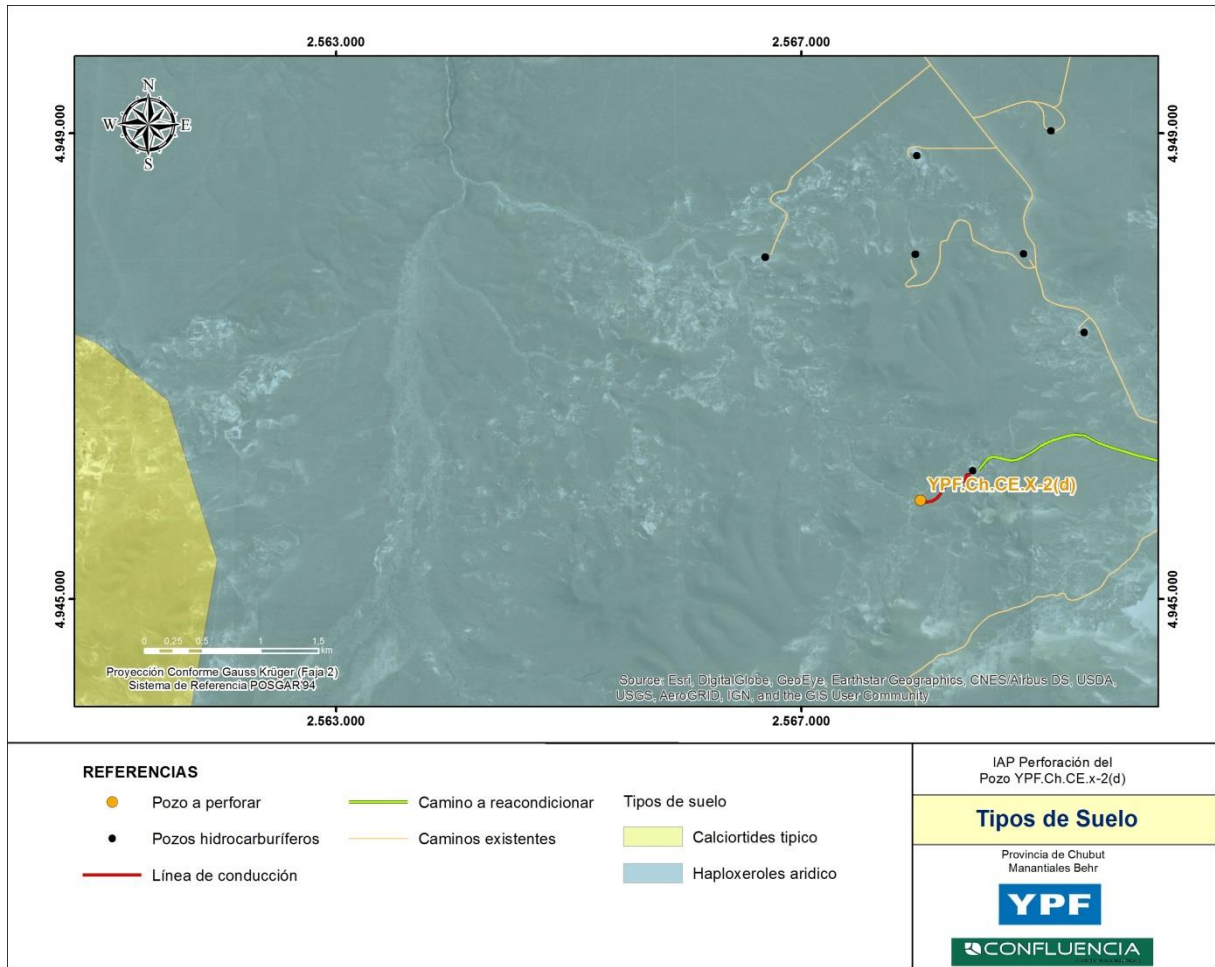 2.563.000
2.567.000
N
W
E
S
4.949.000
4.949.000
YPF.Ch.CE.X-2(d)
4.945.000
4.945.000
0 0,25 0,5 1 1,5
km
Proyección Conforme Gauss Krüger (Faja 2)
Sistema de Referencia POSGAR 94
Source: Esri, DigitalGlobe, GeoEye, Earthstar Geographics, CNES/Airbus DS, USDA,
USGS, AeroGRID, IGN, and the GIS User Community
2.563.000
2.567.000
REFERENCIAS
Pozo a perforar
Pozos hidrocarburíferos
Línea de conducción
Camino a reacondicionar
Caminos existentes
Tipos de suelo
Calciortides tipico
Haploxeroles aridico
IAP Perforación del
Pozo YPF.Ch.CE.x-2(d)
Tipos de Suelo
Provincia de Chubut
Manantiales Behr
YPF
CONFLUENCIA